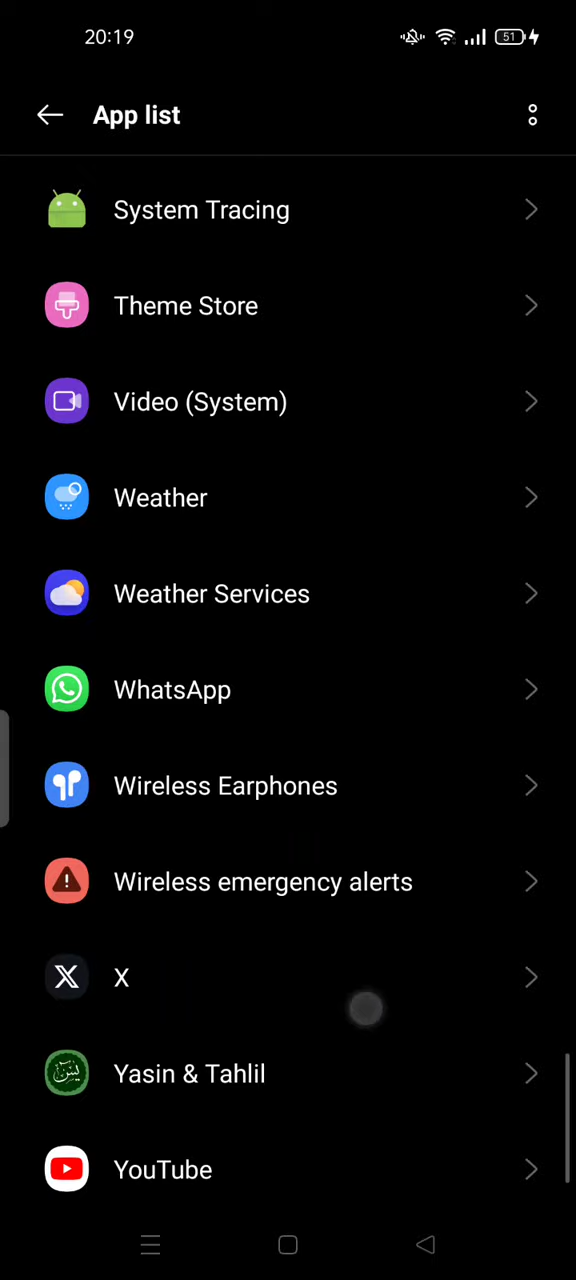 20:19
51
App list
System Tracing
Theme Store
Video (System)
Weather
Weather Services
WhatsApp
Wireless Earphones
Wireless emergency alerts
X
Yasin & Tahlil
YouTube